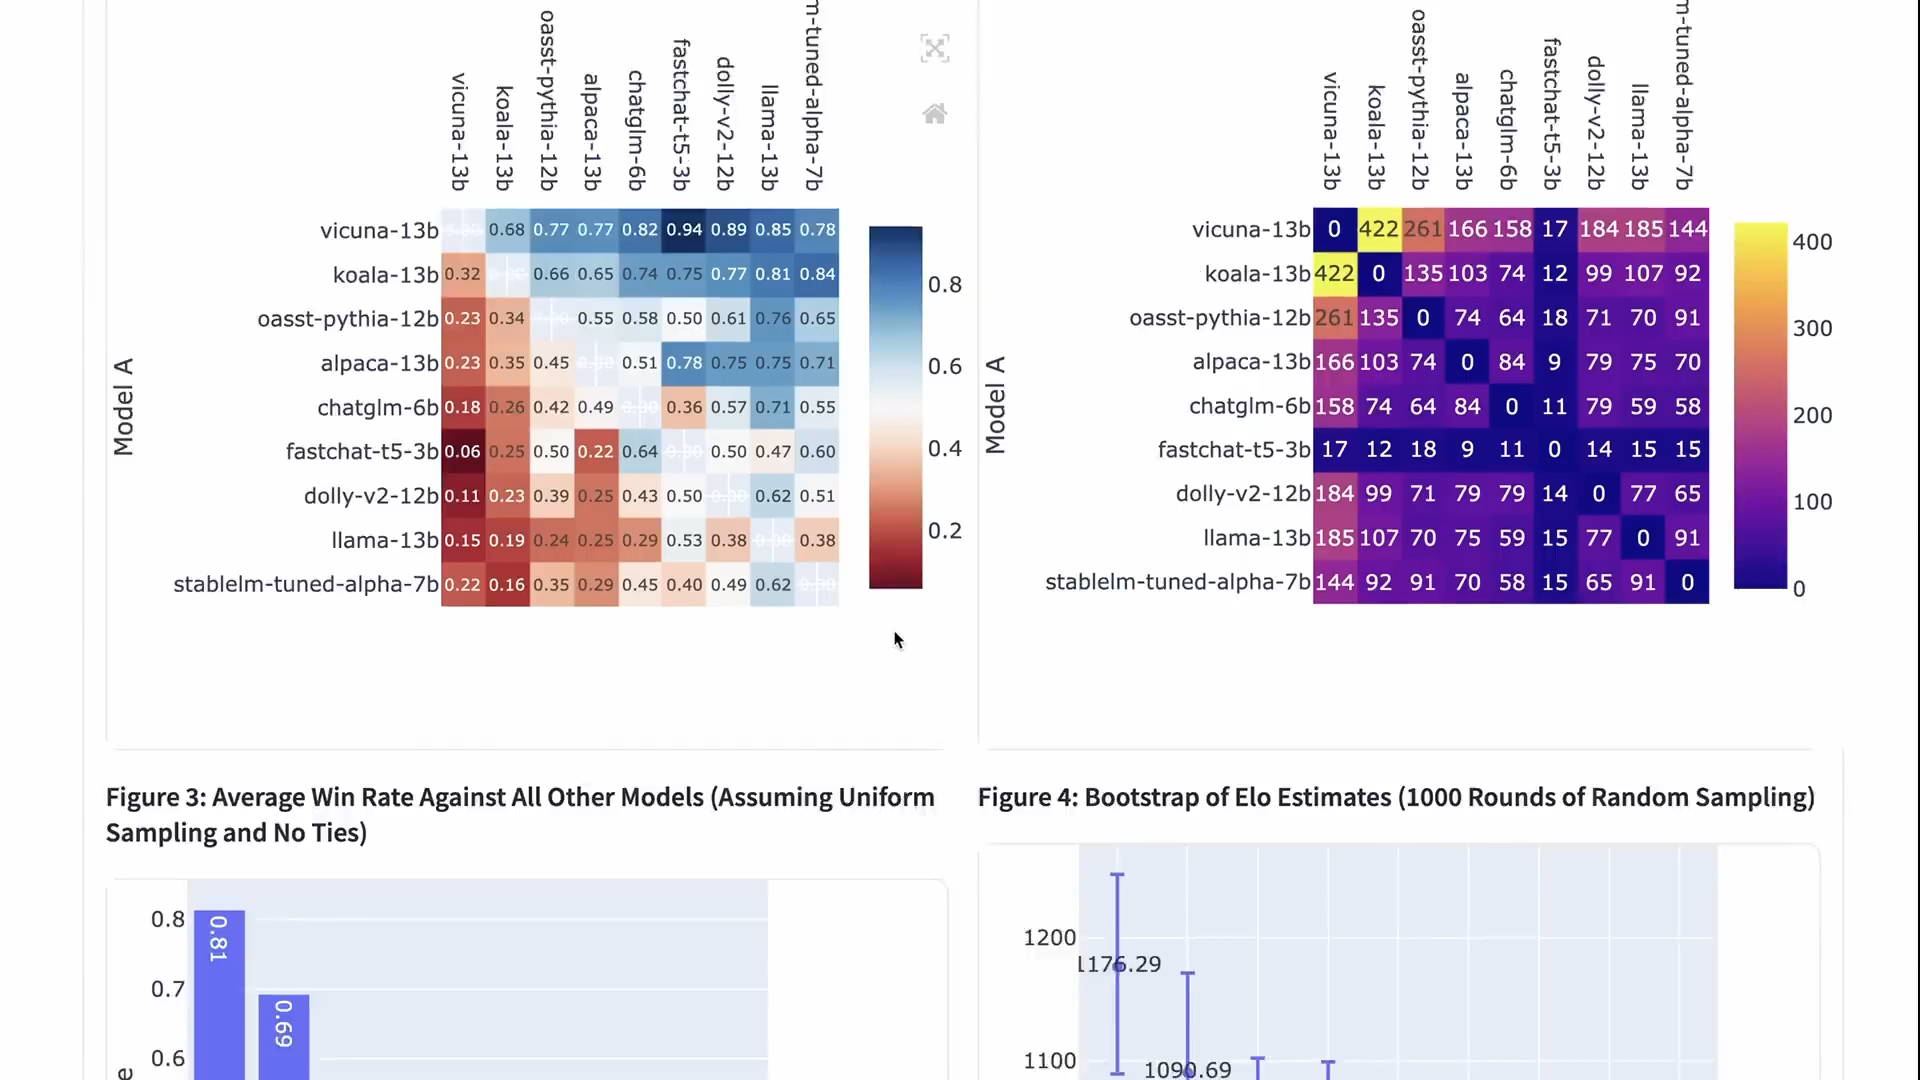 vicuna-13b
koala-13b
oasst-pythia-12b
alpaca-13b
chatglm-6b
fastchat-t5-3b
dolly-v2-12b
llama-13b
m-tuned-alpha-7b
Model A
vicuna-13b 0.68 0.77 0.77 0.82 0.94 0.89 0.85 0.78
koala-13b 0.32 0.00 0.66 0.65 0.74 0.75 0.77 0.81 0.84
oasst-pythia-12b 0.23 0.34 0.55 0.58 0.50 0.61 0.76 0.65
alpaca-13b 0.23 0.35 0.45 0.00 0.51 0.78 0.75 0.75 0.71
chatglm-6b 0.18 0.26 0.42 0.49 0.00 0.36 0.57 0.71 0.55
fastchat-t5-3b 0.06 0.25 0.50 0.22 0.64 0.00 0.50 0.47 0.60
dolly-v2-12b 0.11 0.23 0.39 0.25 0.43 0.50 0.00 0.62 0.51
llama-13b 0.15 0.19 0.24 0.25 0.29 0.53 0.38 0.00 0.38
stablelm-tuned-alpha-7b 0.22 0.16 0.35 0.29 0.45 0.40 0.49 0.62 0.00
0.8
0.6
0.4
0.2
vicuna-13b
koala-13b
oasst-pythia-12b
alpaca-13b
chatglm-6b
fastchat-t5-3b
dolly-v2-12b
llama-13b
m-tuned-alpha-7b
Model A
vicuna-13b 0 422 261 166 158 17 184 185 144
koala-13b 422 0 135 103 74 12 99 107 92
oasst-pythia-12b 261 135 0 74 64 18 71 70 91
alpaca-13b 166 103 74 0 84 9 79 75 70
chatglm-6b 158 74 64 84 0 11 79 59 58
fastchat-t5-3b 17 12 18 9 11 0 14 15 15
dolly-v2-12b 184 99 71 79 79 14 0 77 65
llama-13b 185 107 70 75 59 15 77 0 91
stablelm-tuned-alpha-7b 144 92 91 70 58 15 65 91 0
400
300
200
100
0
Figure 3: Average Win Rate Against All Other Models (Assuming Uniform
Sampling and No Ties)
0.8
0.7
0.6
0.81
0.69
e
Figure 4: Bootstrap of Elo Estimates (1000 Rounds of Random Sampling)
1200
1100
1176.29
1090.69